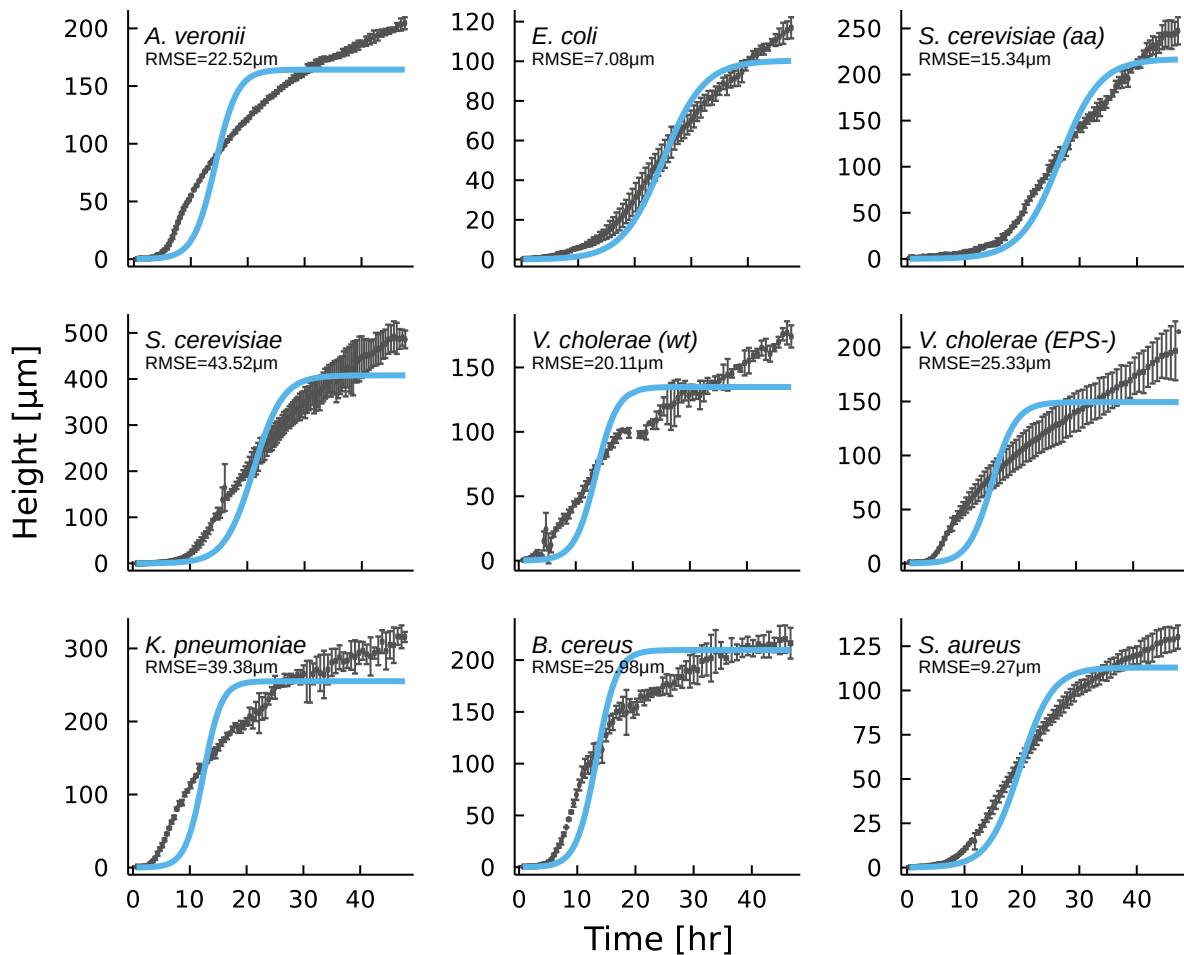 A. veronii
RMSE=22.52µm
200
150
100
50
0
E. coli
RMSE=7.08µm
120
100
80
60
40
20
0
S. cerevisiae (aa)
RMSE=15.34µm
250
200
150
100
50
0
S. cerevisiae
RMSE=43.52µm
500
400
300
200
100
0
V. cholerae (wt)
RMSE=20.11µm
150
100
50
0
V. cholerae (EPS-)
RMSE=25.33µm
200
150
100
50
0
K. pneumoniae
RMSE=39.38µm
300
200
100
0
0 10 20 30 40
B. cereus
RMSE=25.98µm
200
150
100
50
0
0 10 20 30 40
S. aureus
RMSE=9.27µm
125
100
75
50
25
0
0 10 20 30 40
Height [µm]
Time [hr]